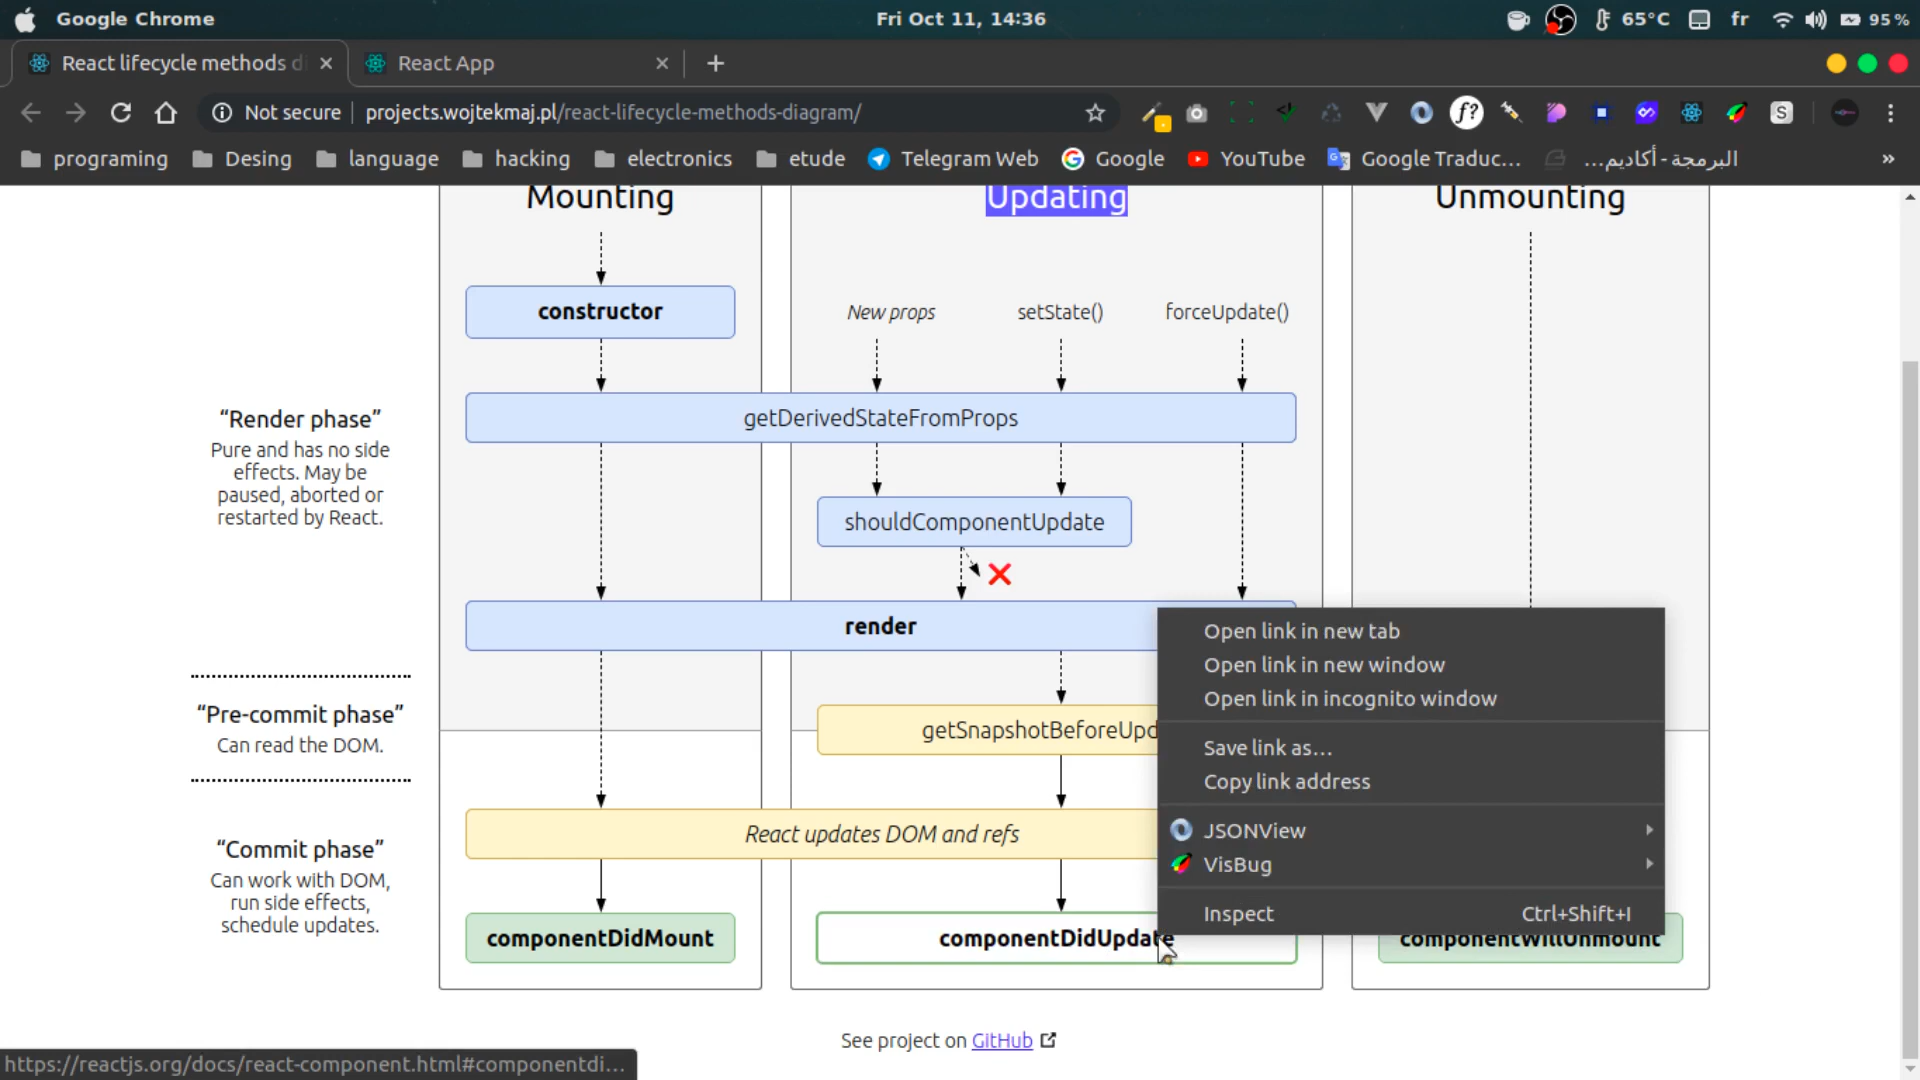 Google Chrome
Fri Oct 11, 14:36
65°C
fr
95 %
React lifecycle methods d
React App
Not secure
projects.wojtekmaj.pl/react-lifecycle-methods-diagram/
f?
S
programing
Desing
language
hacking
electronics
etude
Telegram Web
Google
YouTube
Google Traduc...
البرمجة - أكاديم...
»
Mounting
Updating
Unmounting
constructor
New props
setState()
forceUpdate()
“Render phase”
Pure and has no side
effects. May be
paused, aborted or
restarted by React.
getDerivedStateFromProps
shouldComponentUpdate
render
“Pre-commit phase”
Can read the DOM.
getSnapshotBeforeUpd
“Commit phase”
Can work with DOM,
run side effects,
schedule updates.
React updates DOM and refs
componentDidMount
componentDidUpdate
componentWillUnmount
Open link in new tab
Open link in new window
Open link in incognito window
Save link as...
Copy link address
JSONView
VisBug
Inspect
Ctrl+Shift+I
See project on GitHub
https://reactjs.org/docs/react-component.html#componentdi...